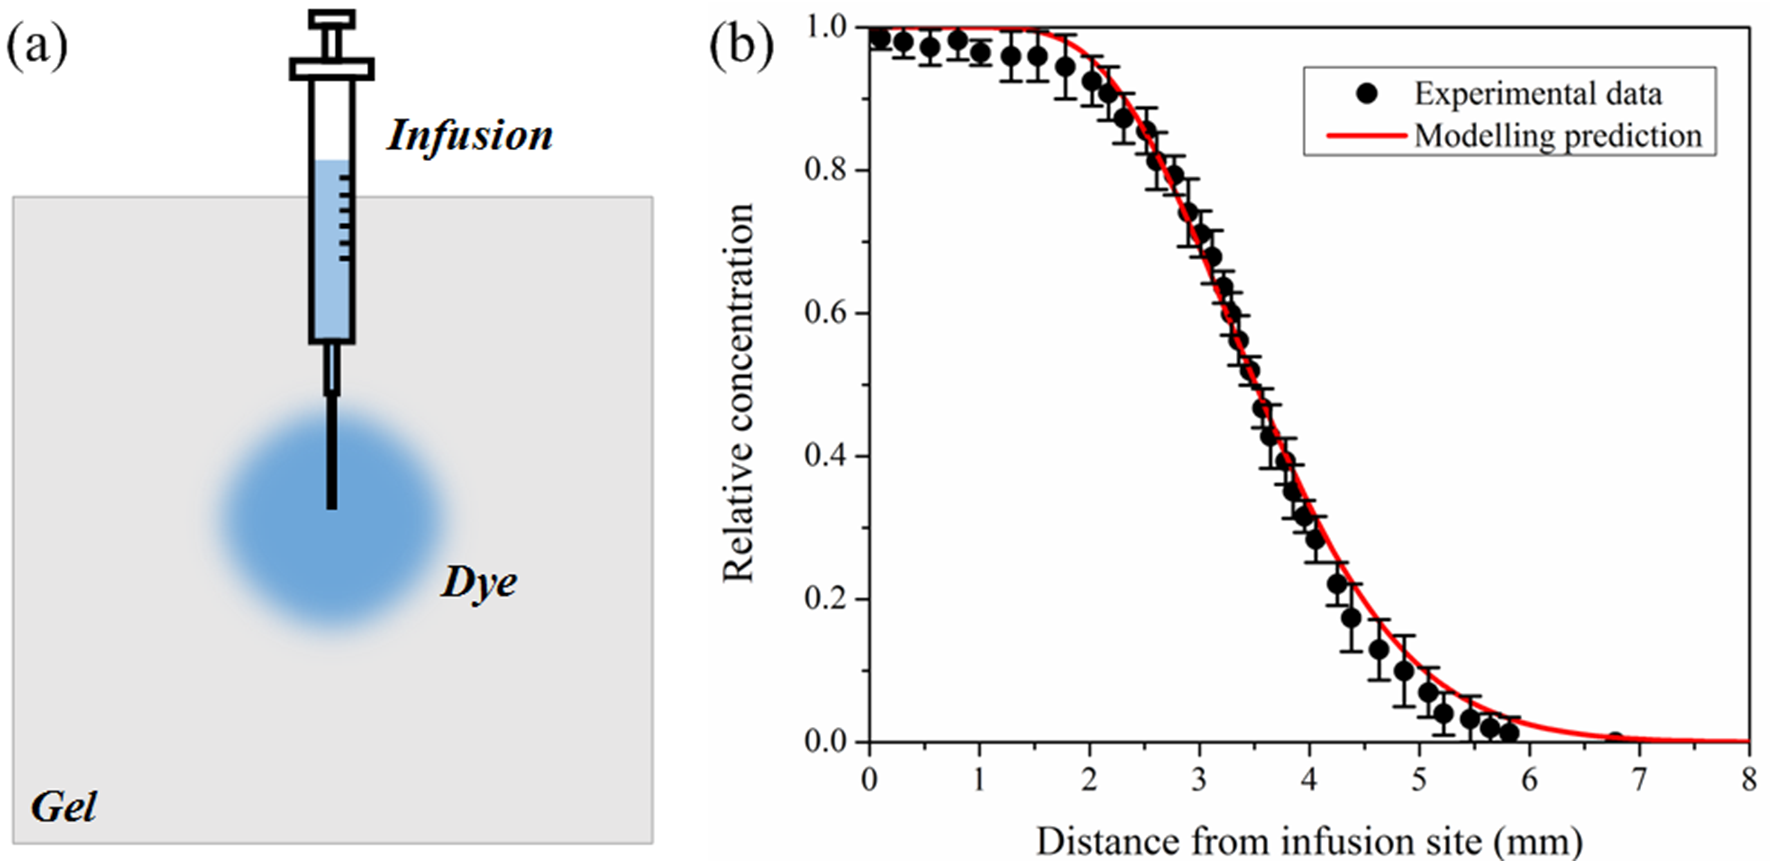 (a)
Infusion
Dye
Gel
(b)
Experimental data
Modelling prediction
Relative concentration
1.0
0.8
0.6
0.4
0.2
0.0
0 1 2 3 4 5 6 7 8
Distance from infusion site (mm)